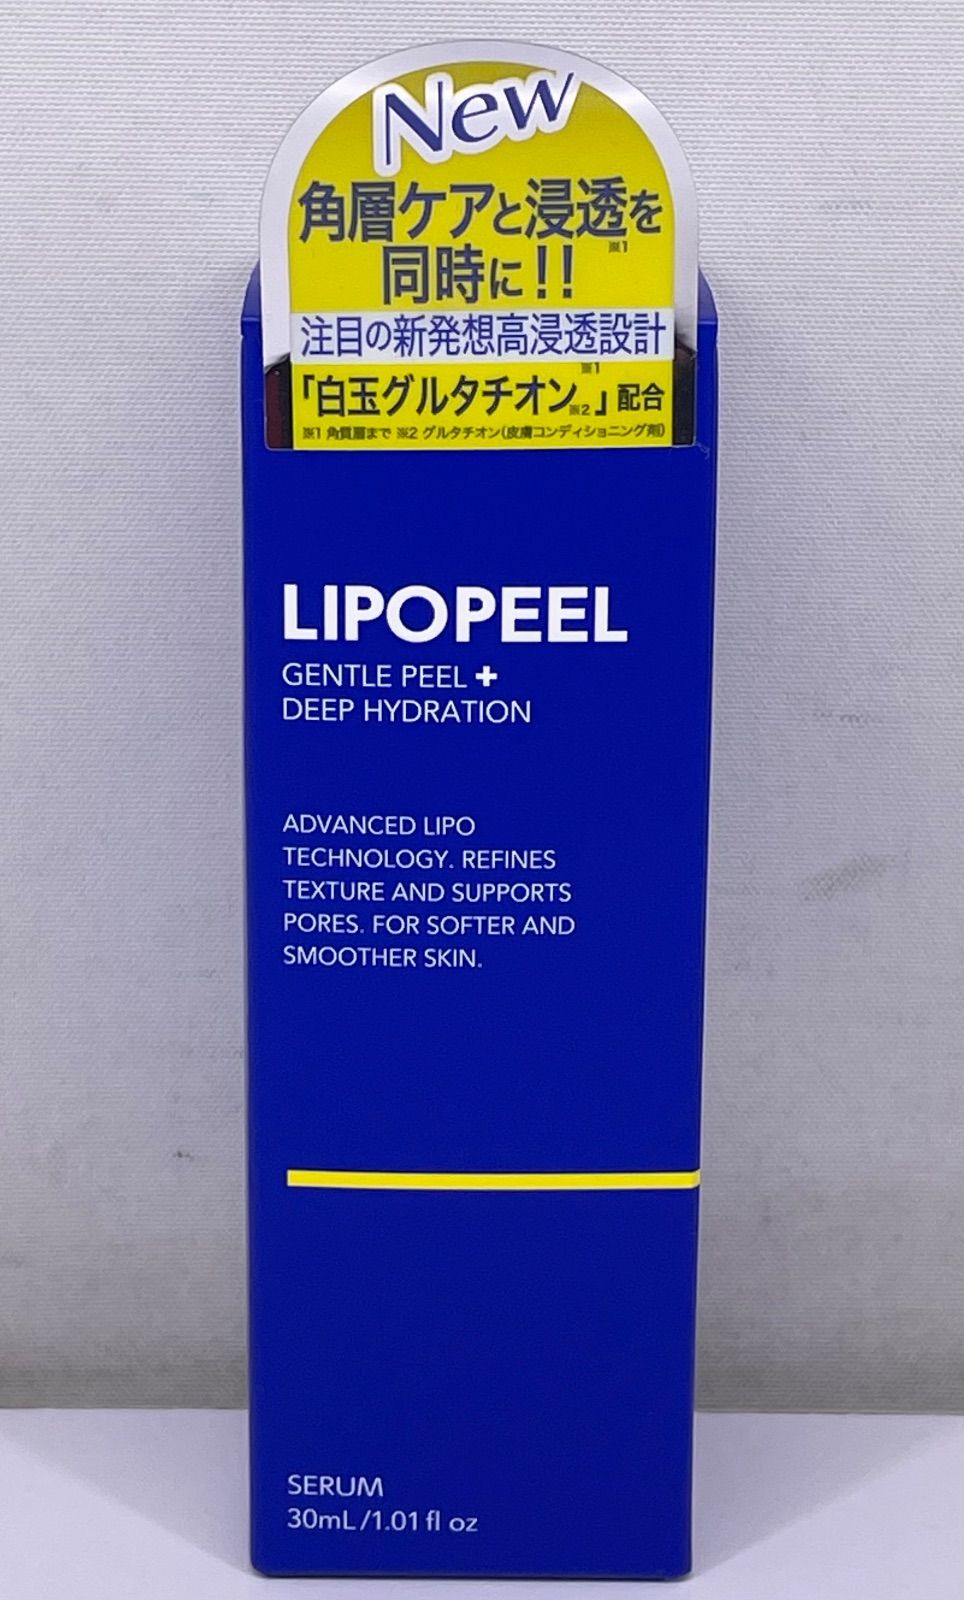 New
角層ケアと浸透を
※1
同時に!!
注目の新発想高浸透設計
※1
「白玉グルタチオン※2」配合
※1 角質層まで ※2 グルタチオン(皮膚コンディショニング剤)
LIPOPEEL
GENTLE PEEL +
DEEP HYDRATION
ADVANCED LIPO
TECHNOLOGY. REFINES
TEXTURE AND SUPPORTS
PORES. FOR SOFTER AND
SMOOTHER SKIN.
SERUM
30mL/1.01 fl oz